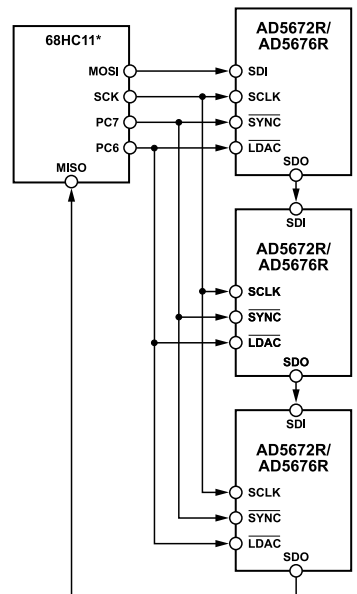 68HC11*
MOSI
SCK
PC7
PC6
MISO
AD5672R/
AD5676R
SDI
SCLK
SYNC
LDAC
SDO
SDI
AD5672R/
AD5676R
SCLK
SYNC
LDAC
SDO
SDI
AD5672R/
AD5676R
SCLK
SYNC
LDAC
SDO